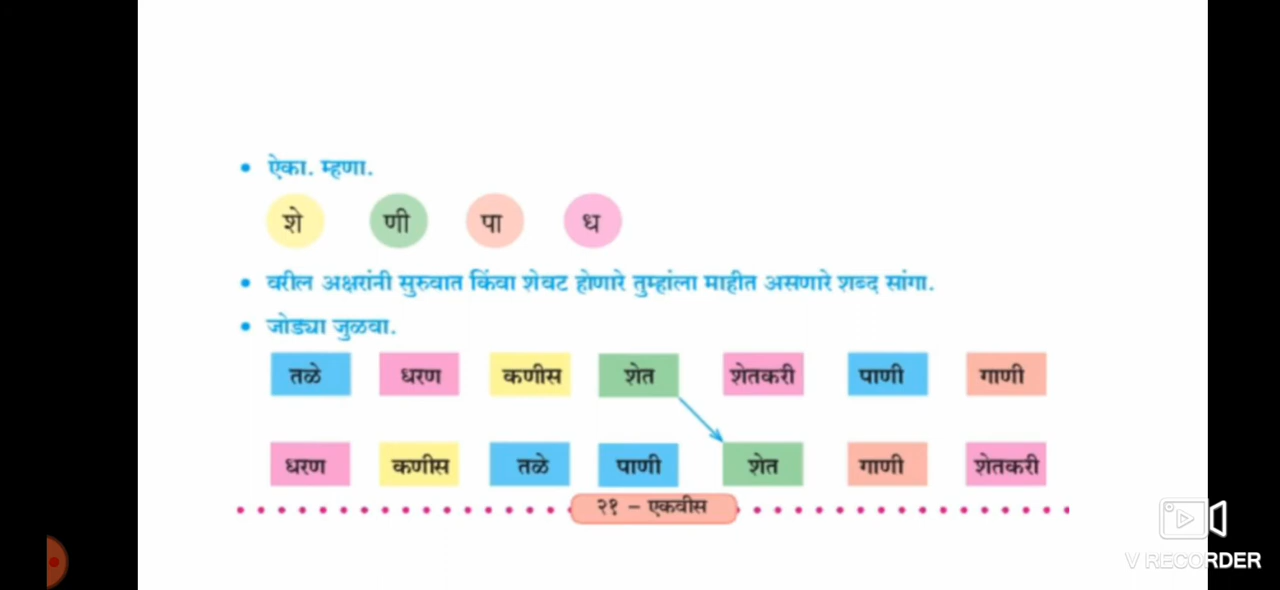 • ऐका. म्हणा.
शे णी पा ध
• वरील अक्षरांनी सुरुवात किंवा शेवट होणारे तुम्हांला माहीत असणारे शब्द सांगा.
• जोड्या जुळवा.
तळे धरण कणीस शेत शेतकरी पाणी गाणी
धरण कणीस तळे पाणी शेत गाणी शेतकरी
२१ – एकवीस
V RECORDER